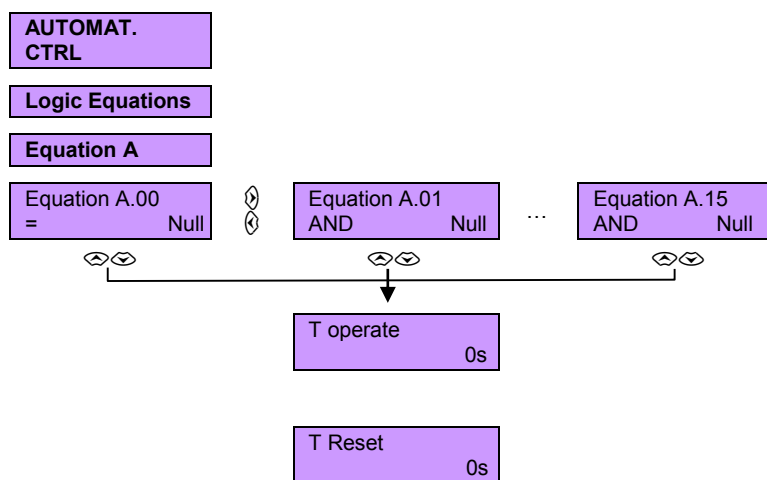 AUTOMAT.
CTRL
Logic Equations
Equation A
Equation A.00
= Null
Equation A.01
AND Null
...
Equation A.15
AND Null
T operate
0s
T Reset
0s